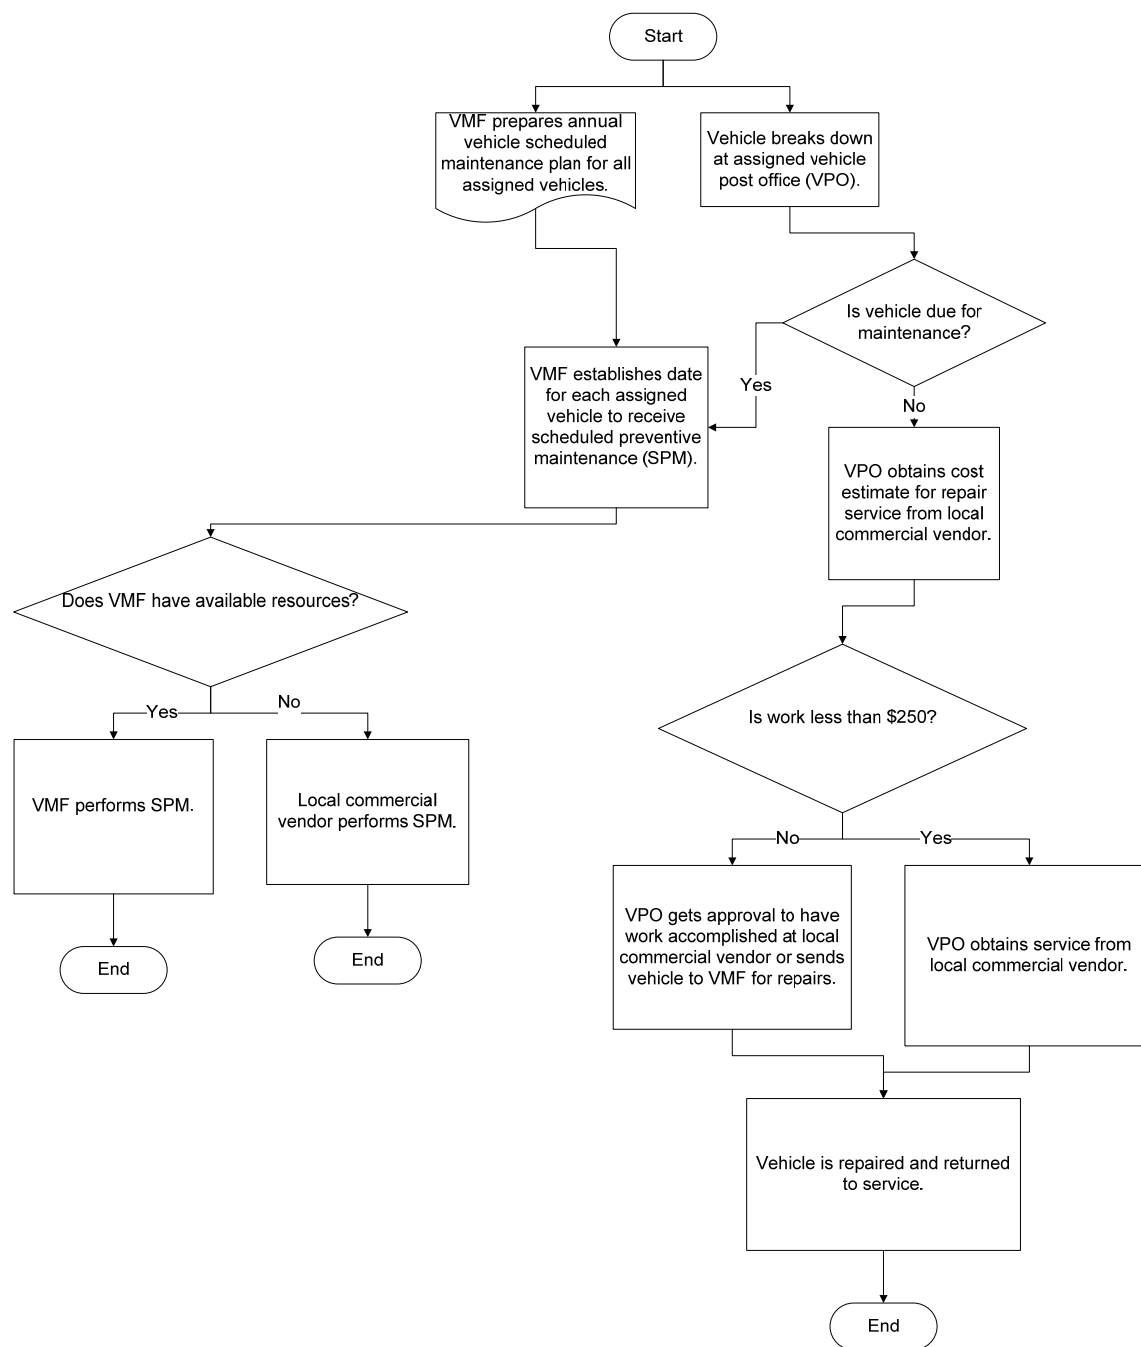 Start
VMF prepares annual
vehicle scheduled
maintenance plan for all
assigned vehicles.
Vehicle breaks down
at assigned vehicle
post office (VPO).
Is vehicle due for
maintenance?
Yes
No
VMF establishes date
for each assigned
vehicle to receive
scheduled preventive
maintenance (SPM).
VPO obtains cost
estimate for repair
service from local
commercial vendor.
Does VMF have available resources?
Yes
No
VMF performs SPM.
Local commercial
vendor performs SPM.
End
End
Is work less than $250?
No
Yes
VPO gets approval to have
work accomplished at local
commercial vendor or sends
vehicle to VMF for repairs.
VPO obtains service from
local commercial vendor.
Vehicle is repaired and returned
to service.
End